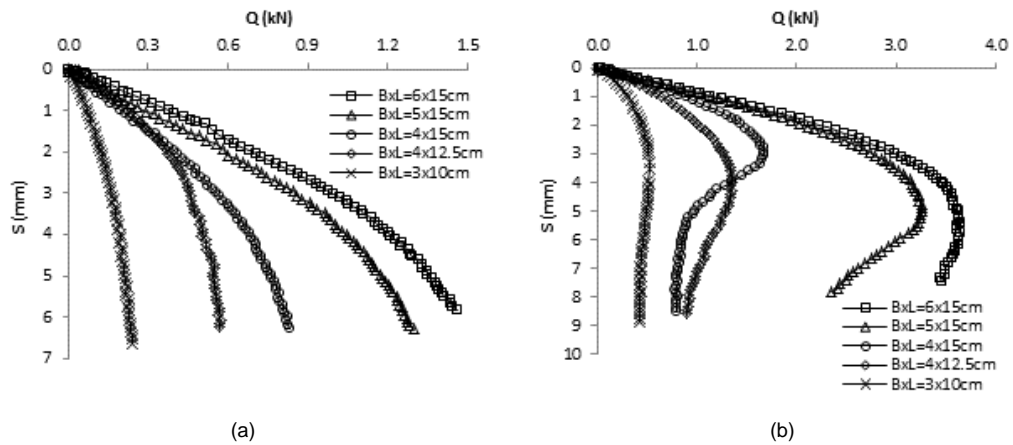 Q (kN)
0.0 0.3 0.6 0.9 1.2 1.5
0
1
2
3
4
5
6
7
S (mm)
BxL=6x15cm
BxL=5x15cm
BxL=4x15cm
BxL=4x12.5cm
BxL=3x10cm
(a)
Q (kN)
0.0 1.0 2.0 3.0 4.0
0
1
2
3
4
5
6
7
8
9
10
S (mm)
BxL=6x15cm
BxL=5x15cm
BxL=4x15cm
BxL=4x12.5cm
BxL=3x10cm
(b)